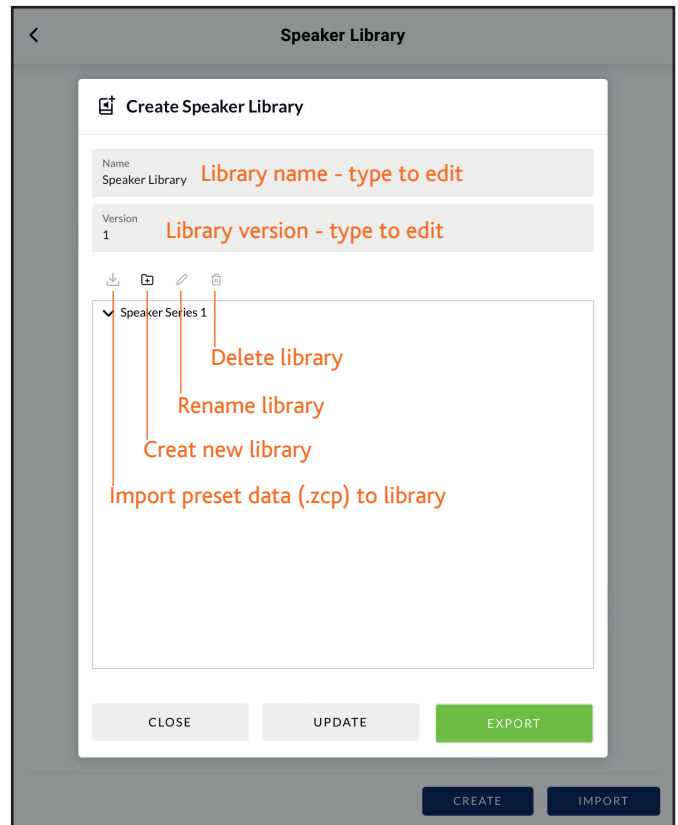 Speaker Library
Create Speaker Library
Name
Speaker Library
Library name - type to edit
Version
1
Library version - type to edit
Speaker Series 1
Delete library
Rename library
Creat new library
Import preset data (.zcp) to library
CLOSE
UPDATE
EXPORT
CREATE
IMPORT